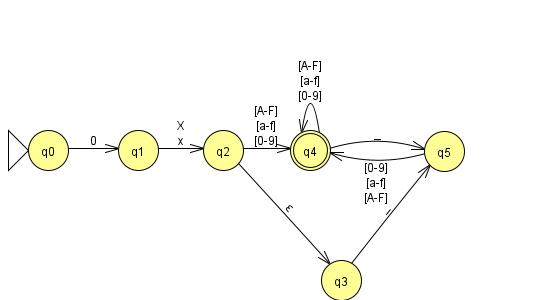 [A-F]
[a-f]
[0-9]
X
x
0
[A-F]
[a-f]
[0-9]
_
q0
q1
q2
q4
q5
[0-9]
[a-f]
[A-F]
ε
_
q3